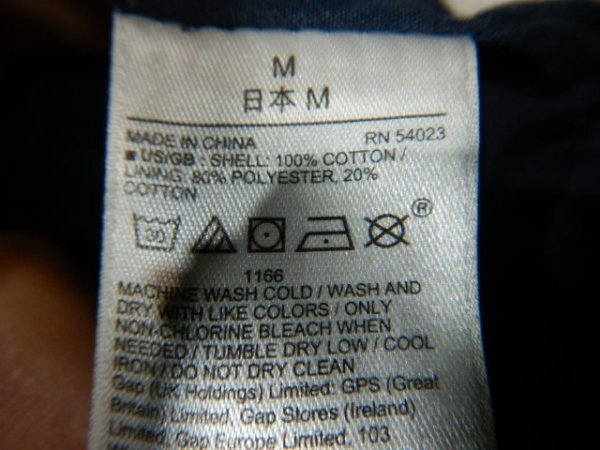 M
日本 M
MADE IN CHINA RN 54023
■ US/GB : SHELL: 100% COTTON /
LINING: 80% POLYESTER, 20%
COTTON
30
®
1166
MACHINE WASH COLD / WASH AND
DRY WITH LIKE COLORS / ONLY
NON-CHLORINE BLEACH WHEN
NEEDED / TUMBLE DRY LOW / COOL
IRON / DO NOT DRY CLEAN
Gap (UK Holdings) Limited: GPS (Great
Britain) Limited, Gap Stores (Ireland)
Limited, Gap Europe Limited. 103